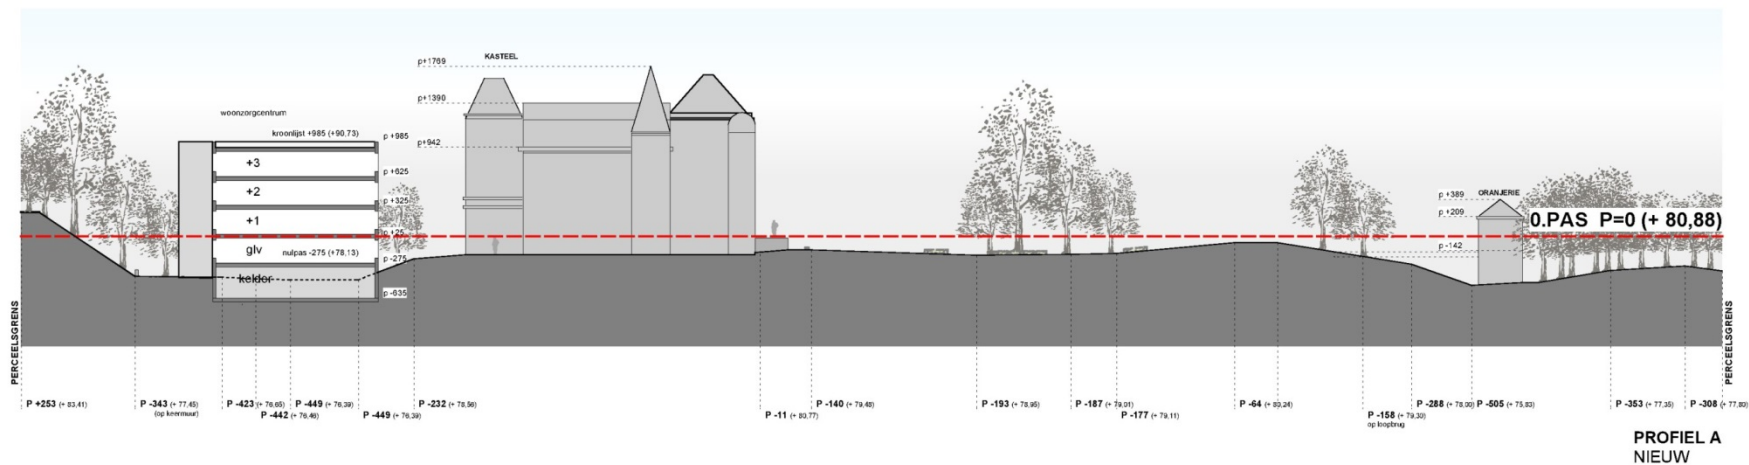 KASTEEL
p+1769
p+1390
p+942
woonzorgcentrum
kroonlijst +985 (+90,73)
p +985
+3
p +625
+2
p +325
+1
p +25
glv
nulpas -275 (+78,13)
p -275
kelder
p -635
p +389
ORANJERIE
p +209
0.PAS P=0 (+ 80,88)
p -142
PERCEELSGRENS
PERCEELSGRENS
P +253 (+ 83,41)
P -343 (+ 77,45)
(op keermuur)
P -423 (+ 76,65)
P -442 (+ 76,46)
P -449 (+ 76,39)
P -449 (+ 76,39)
P -232 (+ 78,56)
P -11 (+ 80,77)
P -140 (+ 79,48)
P -193 (+ 78,95)
P -187 (+ 79,01)
P -177 (+ 79,11)
P -64 (+ 80,24)
P -158 (+ 79,30)
op loopbrug
P -288 (+ 78,00)
P -505 (+ 75,83)
P -353 (+ 77,35)
P -308 (+ 77,80)
PROFIEL A
NIEUW